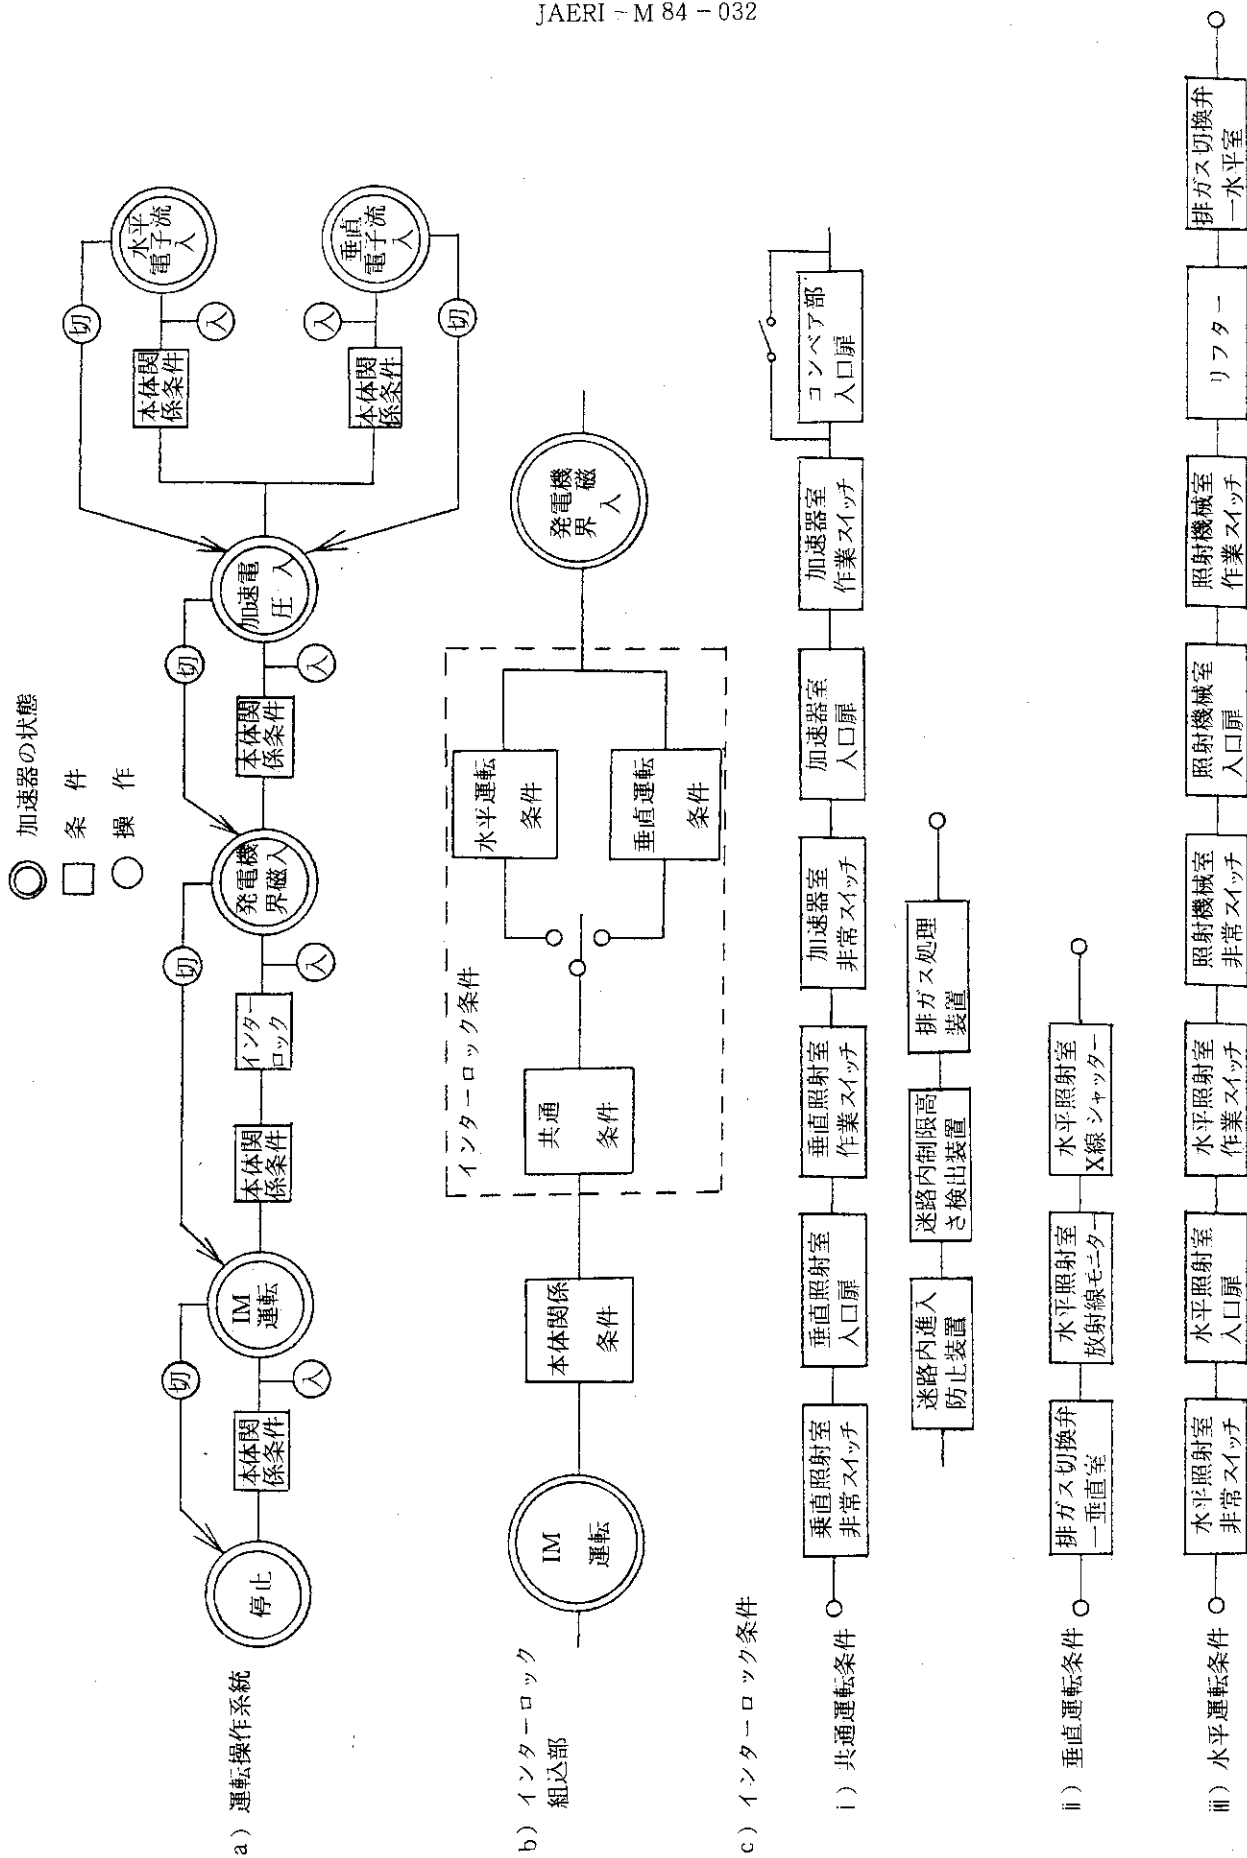 JAERI-M 84-032
加速器の状態
条 件
操 作
a) 運転操作系統
停止
本体関
係条件
入
切
IM
運転
本体関
係条件
インター
ロック
入
切
発電機
界磁入
本体関
係条件
入
切
加速電
圧 入
本体関
係条件
入
切
水平
電子流
入
本体関
係条件
入
切
垂直
電子流
入
b) インターロック
組込部
IM
運転
本体関係
条件
インターロック条件
共通
条件
水平運転
条件
垂直運転
条件
発電機
界 磁
入
c) インターロック条件
i) 共通運転条件
垂直照射室
非常スイッチ
垂直照射室
入口扉
垂直照射室
作業スイッチ
加速器室
非常スイッチ
加速器室
入口扉
加速器室
作業スイッチ
コンベア部
入口扉
迷路内進入
防止装置
迷路内制限高
さ検出装置
排ガス処理
装置
ii) 垂直運転条件
排ガス切換弁
－垂直室
水平照射室
放射線モニター
水平照射室
X線シャッター
iii) 水平運転条件
水平照射室
非常スイッチ
水平照射室
入口扉
水平照射室
作業スイッチ
照射機械室
非常スイッチ
照射機械室
入口扉
照射機械室
作業スイッチ
リフター
排ガス切換弁
－水平室